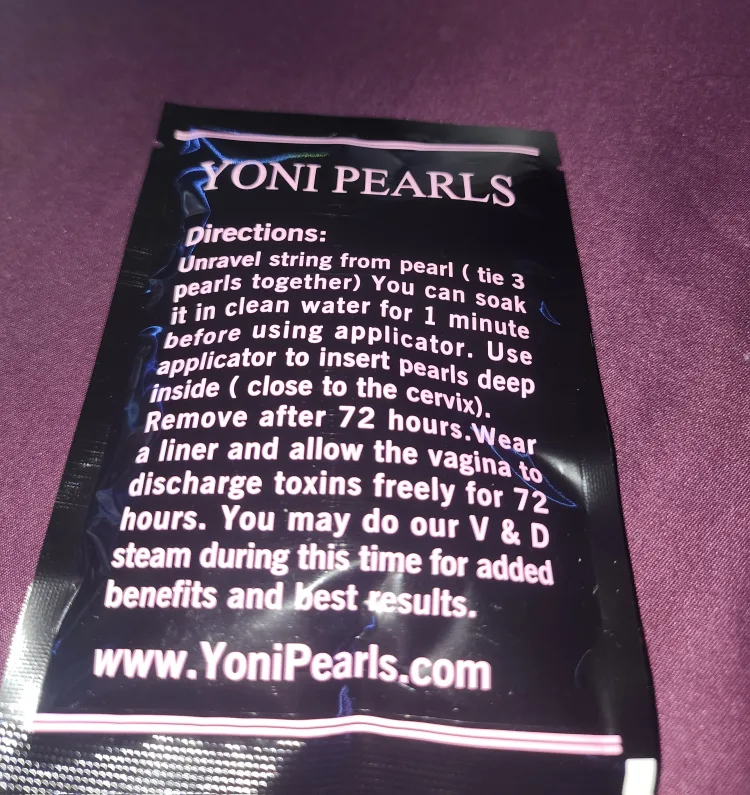 YONI PEARLS
Directions:
Unravel string from pearl ( tie 3
pearls together) You can soak
it in clean water for 1 minute
before using applicator. Use
applicator to insert pearls deep
inside ( close to the cervix).
Remove after 72 hours.Wear
a liner and allow the vagina to
discharge toxins freely for 72
hours. You may do our V & D
steam during this time for added
benefits and best results.
www.YoniPearls.com